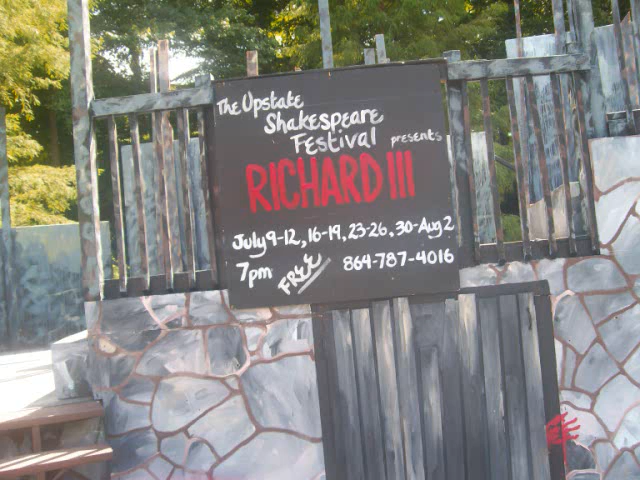 The Upstate
Shakespeare
Festival presents
RICHARD III
July 9-12, 16-19, 23-26, 30-Aug 2
7pm FREE 864-787-4016